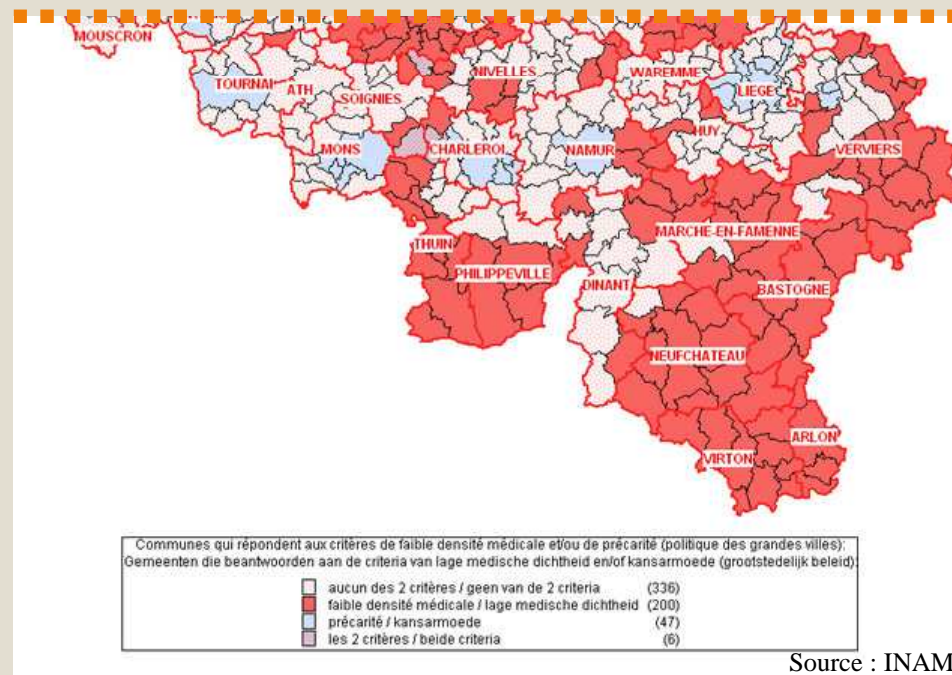 MOUSCRON
TOURNAI
ATH
SOIGNIES
NIVELLES
WAREMME
LIEGE
HUY
MONS
CHARLEROI
NAMUR
VERVIERS
THUIN
PHILIPPEVILLE
MARCHE-EN-FAMENNE
DINANT
BASTOGNE
NEUFCHATEAU
ARLON
VIRTON
Communes qui répondent aux critères de faible densité médicale et/ou de précarité (politique des grandes villes):
Gemeenten die beantwoorden aan de criteria van lage medische dichtheid en/of kansarmoede (grootstedelijk beleid):
aucun des 2 critères / geen van de 2 criteria (336)
faible densité médicale / lage medische dichtheid (200)
précarité / kansarmoede (47)
les 2 critères / beide criteria (6)
Source : INAM